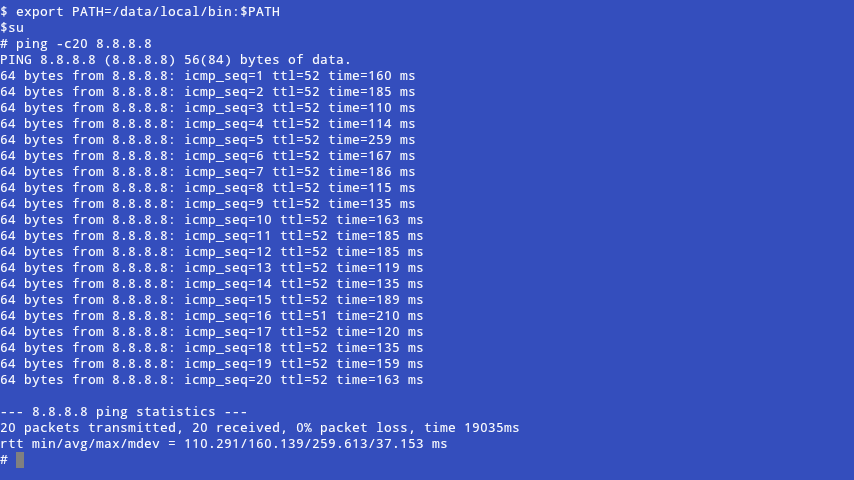 $ export PATH=/data/local/bin:$PATH
$su
# ping -c20 8.8.8.8
PING 8.8.8.8 (8.8.8.8) 56(84) bytes of data.
64 bytes from 8.8.8.8: icmp_seq=1 ttl=52 time=160 ms
64 bytes from 8.8.8.8: icmp_seq=2 ttl=52 time=185 ms
64 bytes from 8.8.8.8: icmp_seq=3 ttl=52 time=110 ms
64 bytes from 8.8.8.8: icmp_seq=4 ttl=52 time=114 ms
64 bytes from 8.8.8.8: icmp_seq=5 ttl=52 time=259 ms
64 bytes from 8.8.8.8: icmp_seq=6 ttl=52 time=167 ms
64 bytes from 8.8.8.8: icmp_seq=7 ttl=52 time=186 ms
64 bytes from 8.8.8.8: icmp_seq=8 ttl=52 time=115 ms
64 bytes from 8.8.8.8: icmp_seq=9 ttl=52 time=135 ms
64 bytes from 8.8.8.8: icmp_seq=10 ttl=52 time=163 ms
64 bytes from 8.8.8.8: icmp_seq=11 ttl=52 time=185 ms
64 bytes from 8.8.8.8: icmp_seq=12 ttl=52 time=185 ms
64 bytes from 8.8.8.8: icmp_seq=13 ttl=52 time=119 ms
64 bytes from 8.8.8.8: icmp_seq=14 ttl=52 time=135 ms
64 bytes from 8.8.8.8: icmp_seq=15 ttl=52 time=189 ms
64 bytes from 8.8.8.8: icmp_seq=16 ttl=51 time=210 ms
64 bytes from 8.8.8.8: icmp_seq=17 ttl=52 time=120 ms
64 bytes from 8.8.8.8: icmp_seq=18 ttl=52 time=135 ms
64 bytes from 8.8.8.8: icmp_seq=19 ttl=52 time=159 ms
64 bytes from 8.8.8.8: icmp_seq=20 ttl=52 time=163 ms
--- 8.8.8.8 ping statistics ---
20 packets transmitted, 20 received, 0% packet loss, time 19035ms
rtt min/avg/max/mdev = 110.291/160.139/259.613/37.153 ms
#